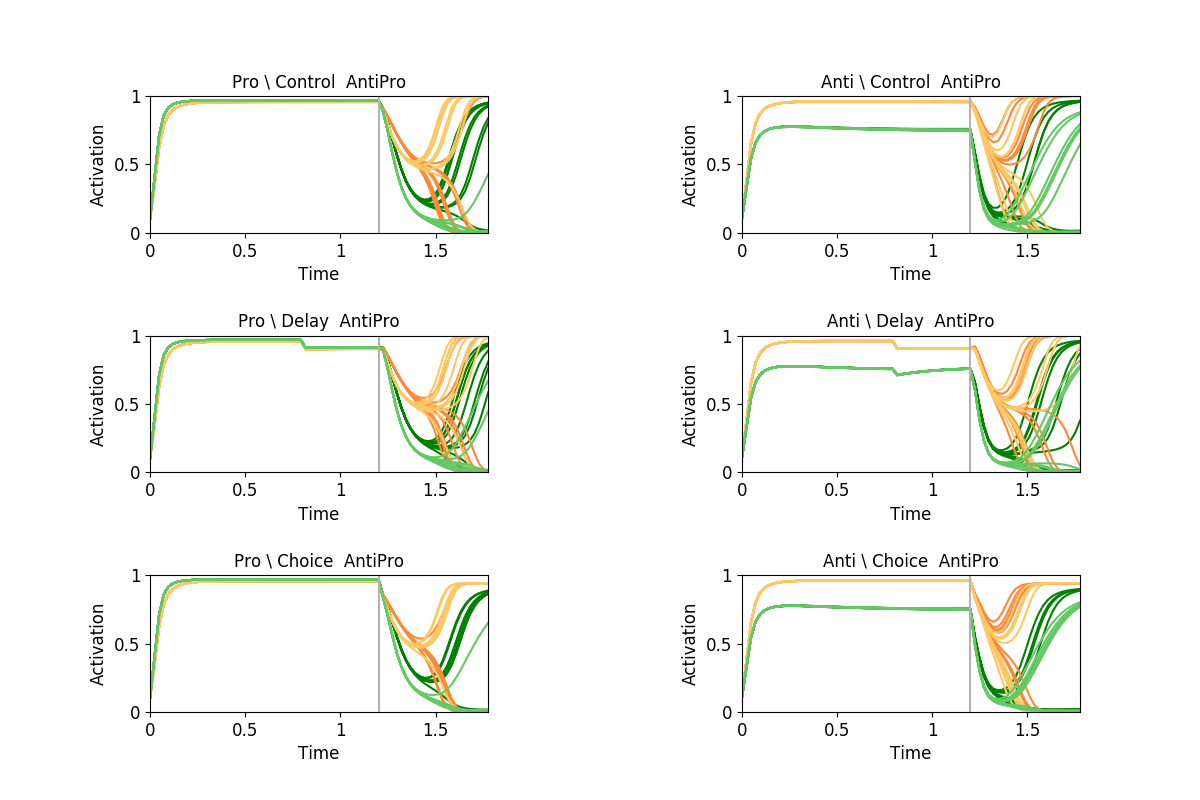 Pro \ Control  AntiPro
Activation
1
0.5
0
0
0.5
1
1.5
Time
Anti \ Control  AntiPro
Activation
1
0.5
0
0
0.5
1
1.5
Time
Pro \ Delay  AntiPro
Activation
1
0.5
0
0
0.5
1
1.5
Time
Anti \ Delay  AntiPro
Activation
1
0.5
0
0
0.5
1
1.5
Time
Pro \ Choice  AntiPro
Activation
1
0.5
0
0
0.5
1
1.5
Time
Anti \ Choice  AntiPro
Activation
1
0.5
0
0
0.5
1
1.5
Time